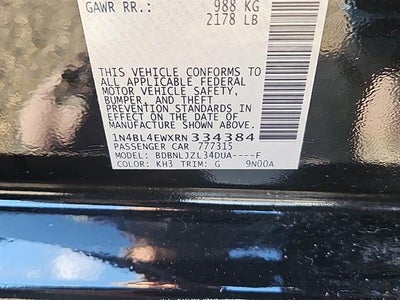 GAWR RR.: 988 KG
2178 LB
THIS VEHICLE CONFORMS TO
ALL APPLICABLE FEDERAL
MOTOR VEHICLE SAFETY,
BUMPER, AND THEFT
PREVENTION STANDARDS IN
EFFECT ON THE DATE OF
MANUFACTURE SHOWN ABOVE.
1N4BL4EWXRN334384
PASSENGER CAR 777315
MODEL: BDBNLJZL34DUA----F
COLOR: KH3 TRIM: G 9N00A